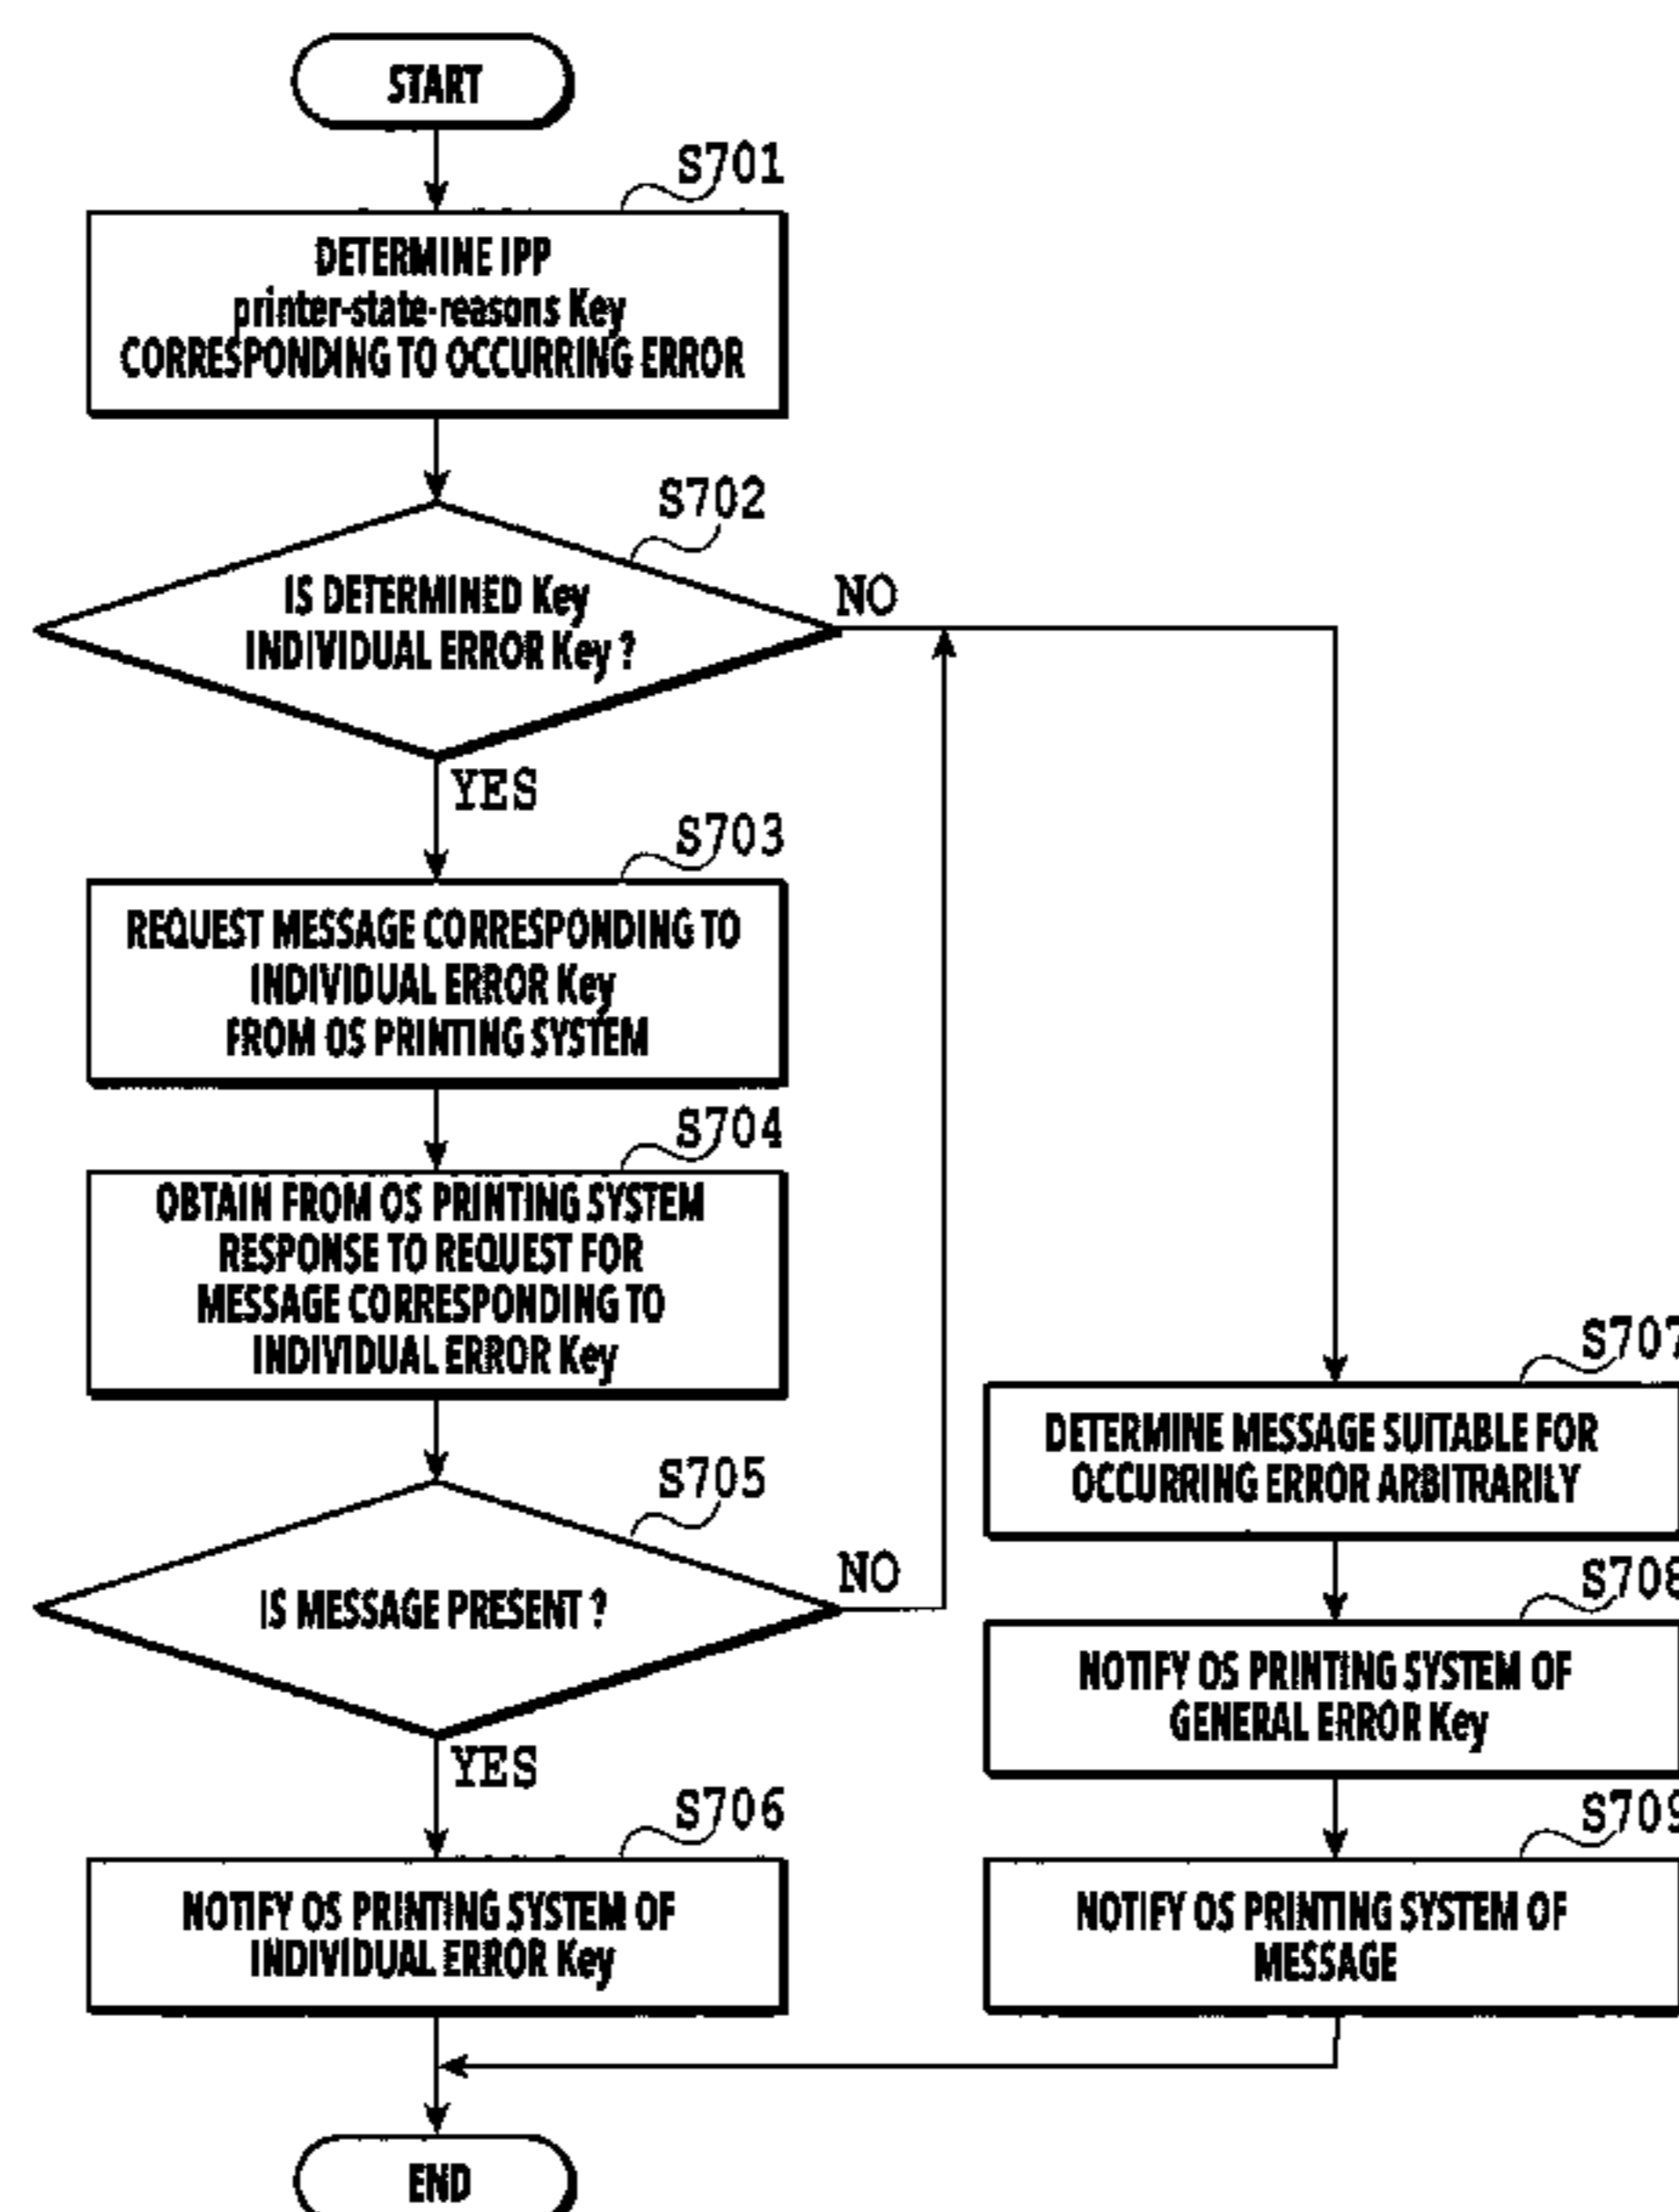 START
S701
DETERMINE IPP
printer-state-reasons Key
CORRESPONDING TO OCCURRING ERROR
S702
IS DETERMINED Key
INDIVIDUAL ERROR Key ?
NO
YES
S703
REQUEST MESSAGE CORRESPONDING TO
INDIVIDUAL ERROR Key
FROM OS PRINTING SYSTEM
S704
OBTAIN FROM OS PRINTING SYSTEM
RESPONSE TO REQUEST FOR
MESSAGE CORRESPONDING TO
INDIVIDUAL ERROR Key
S705
IS MESSAGE PRESENT ?
NO
YES
S706
NOTIFY OS PRINTING SYSTEM OF
INDIVIDUAL ERROR Key
S707
DETERMINE MESSAGE SUITABLE FOR
OCCURRING ERROR ARBITRARILY
S708
NOTIFY OS PRINTING SYSTEM OF
GENERAL ERROR Key
S709
NOTIFY OS PRINTING SYSTEM OF
MESSAGE
END